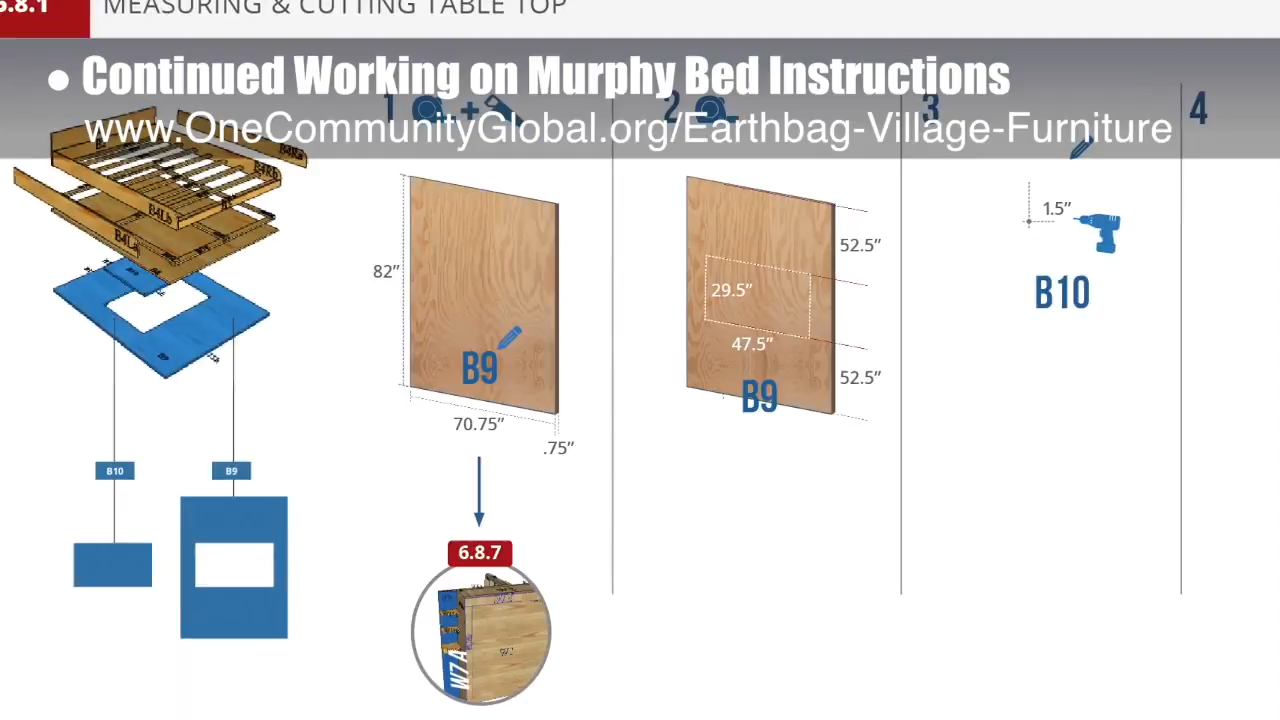 6.8.1 MEASURING & CUTTING TABLE TOP
• Continued Working on Murphy Bed Instructions
www.OneCommunityGlobal.org/Earthbag-Village-Furniture
1 + 2 3 4
B4Lb
82”
B9
70.75”
.75”
6.8.7
W7A
52.5”
29.5”
47.5”
52.5”
B9
1.5”
B10
B10 B9